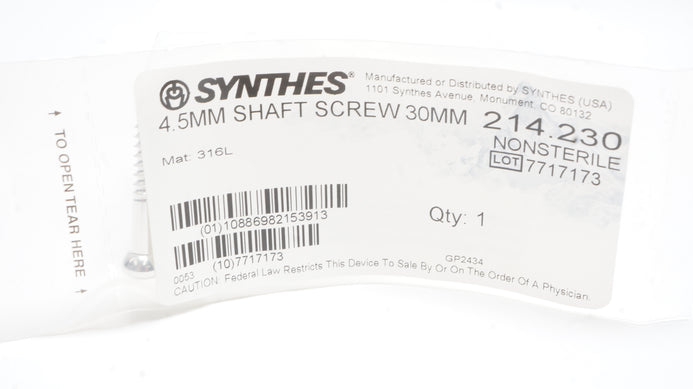 SYNTHES®
Manufactured or Distributed by SYNTHES (USA)
1101 Synthes Avenue, Monument, CO 80132
4.5MM SHAFT SCREW 30MM 214.230
NONSTERILE
LOT 7717173
Mat: 316L
(01)10886982153913
Qty: 1
(10)7717173
GP2434
0053
CAUTION: Federal Law Restricts This Device To Sale By Or On The Order Of A Physician.
↑ TO OPEN TEAR HERE ↑